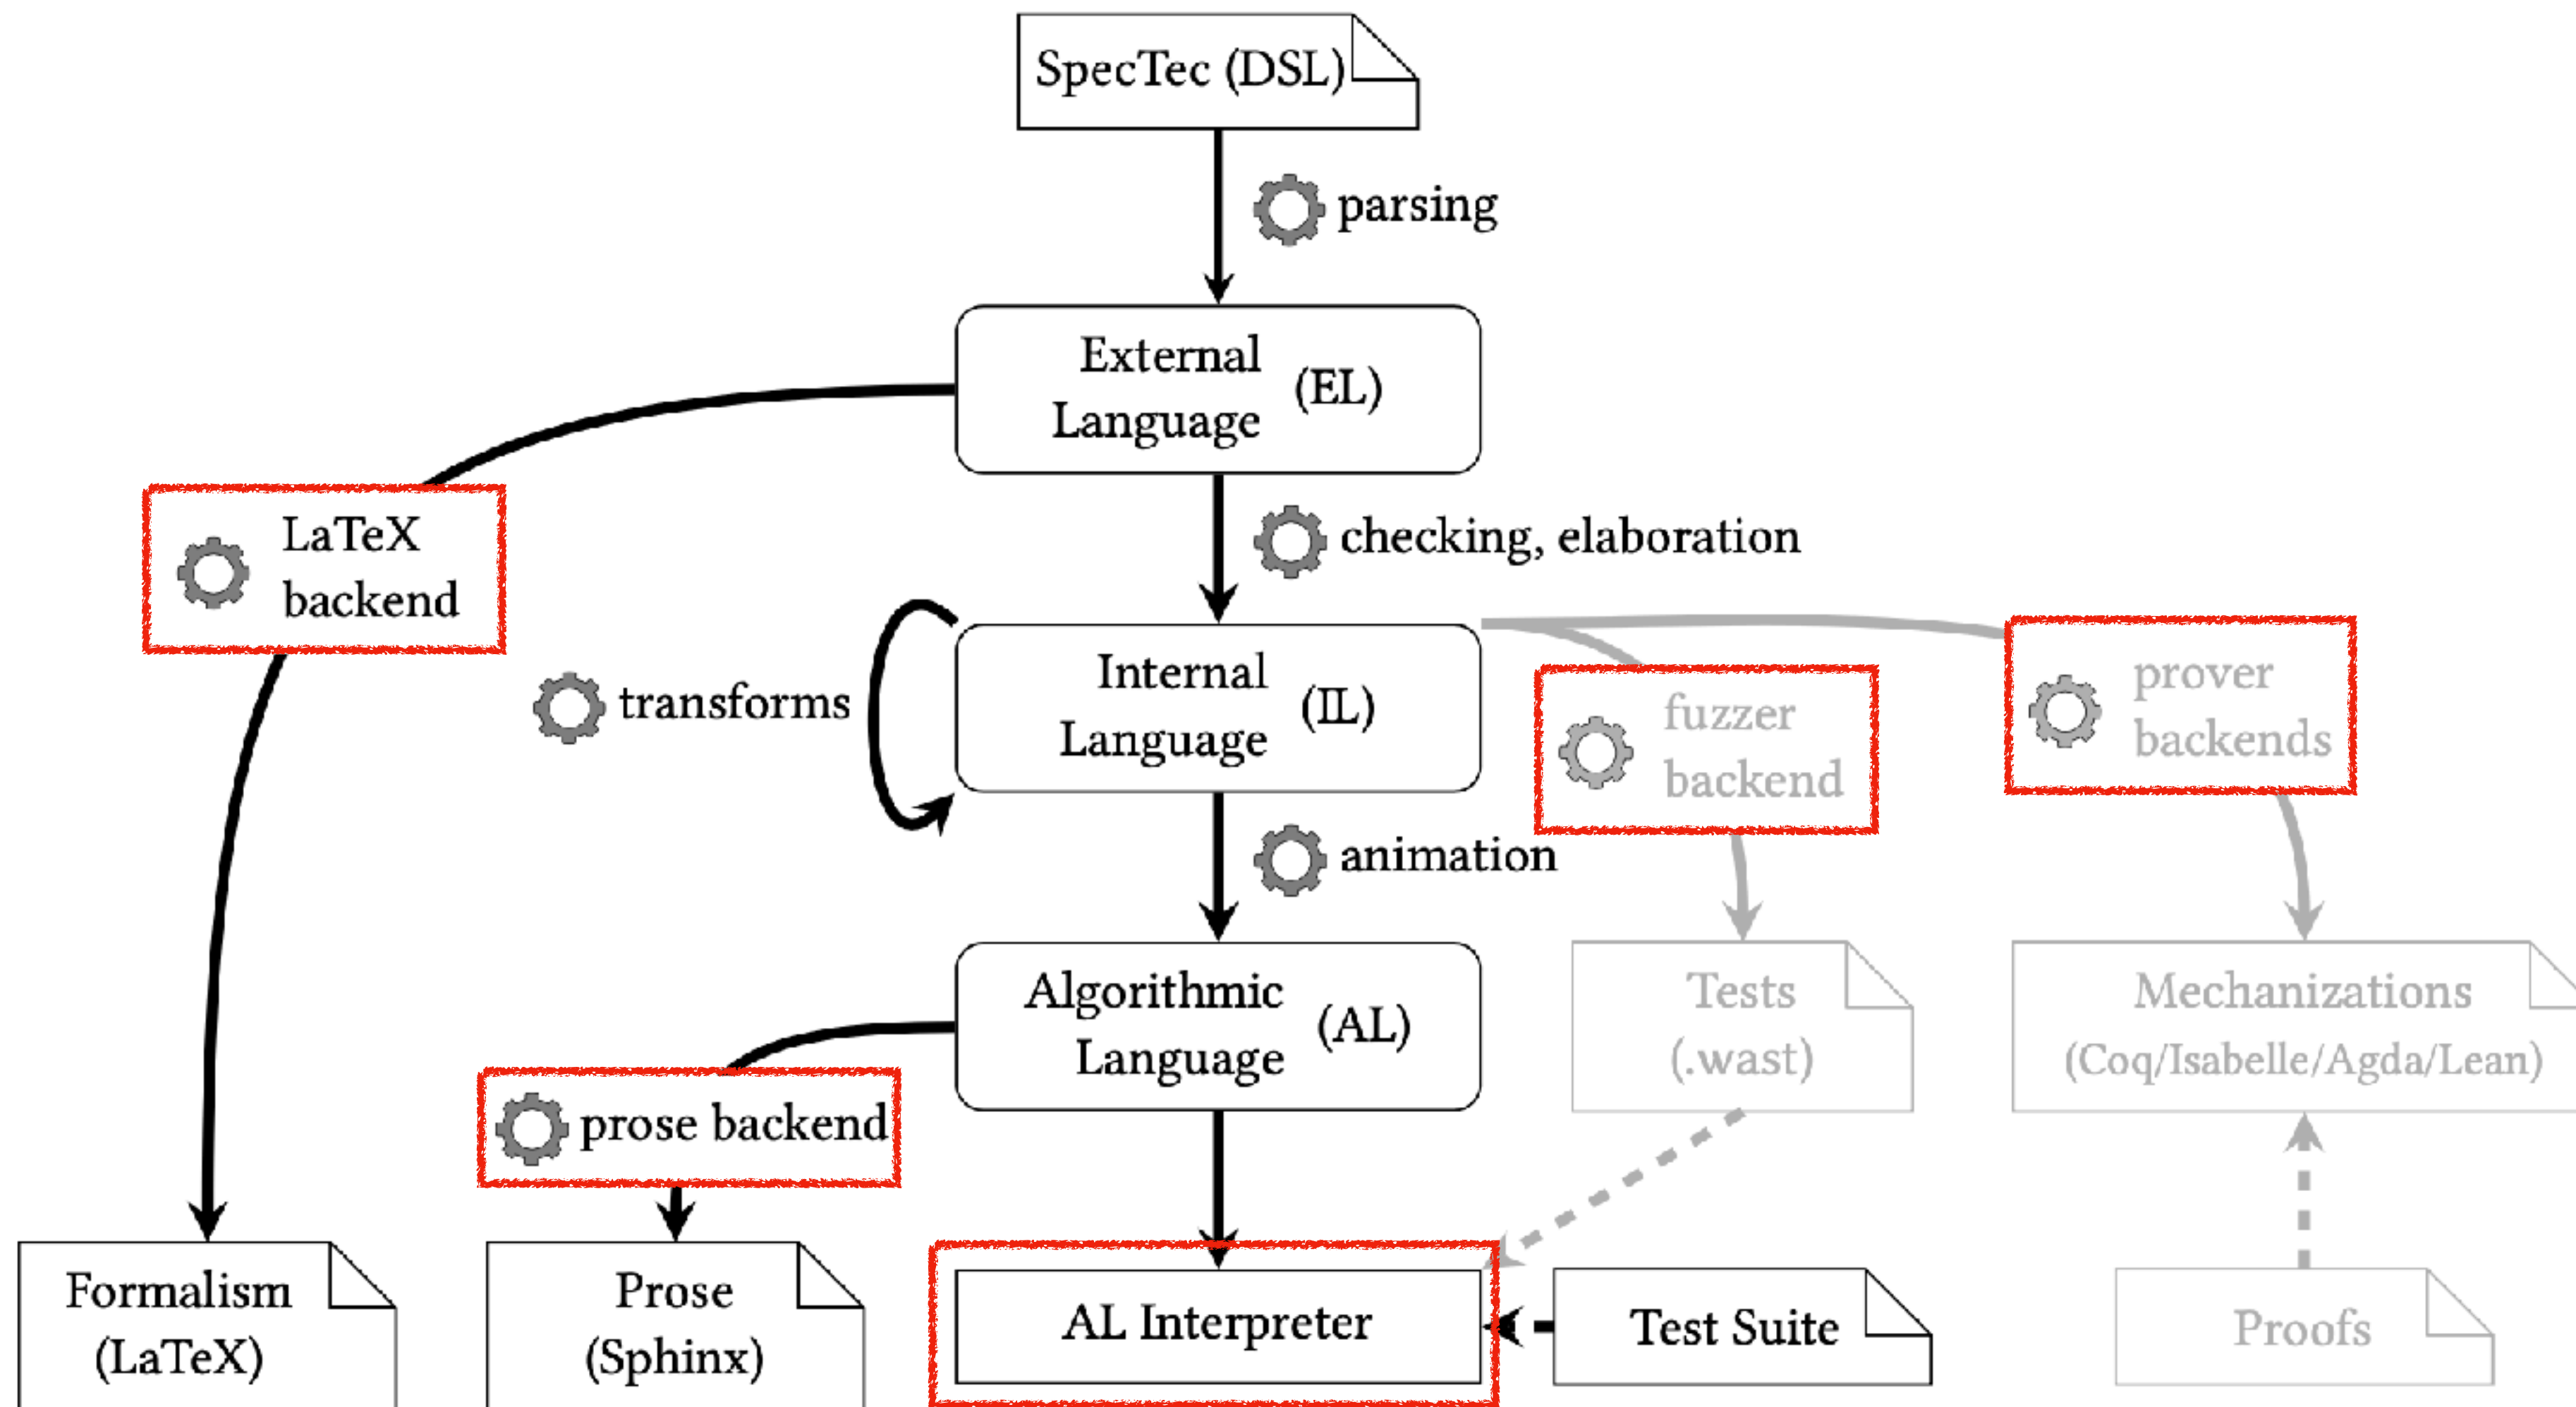 SpecTec (DSL)
parsing
External
Language
(EL)
LaTeX
backend
checking, elaboration
transforms
Internal
Language
(IL)
fuzzer
backend
prover
backends
animation
Algorithmic
Language
(AL)
Tests
(.wast)
Mechanizations
(Coq/Isabelle/Agda/Lean)
prose backend
Formalism
(LaTeX)
Prose
(Sphinx)
AL Interpreter
Test Suite
Proofs